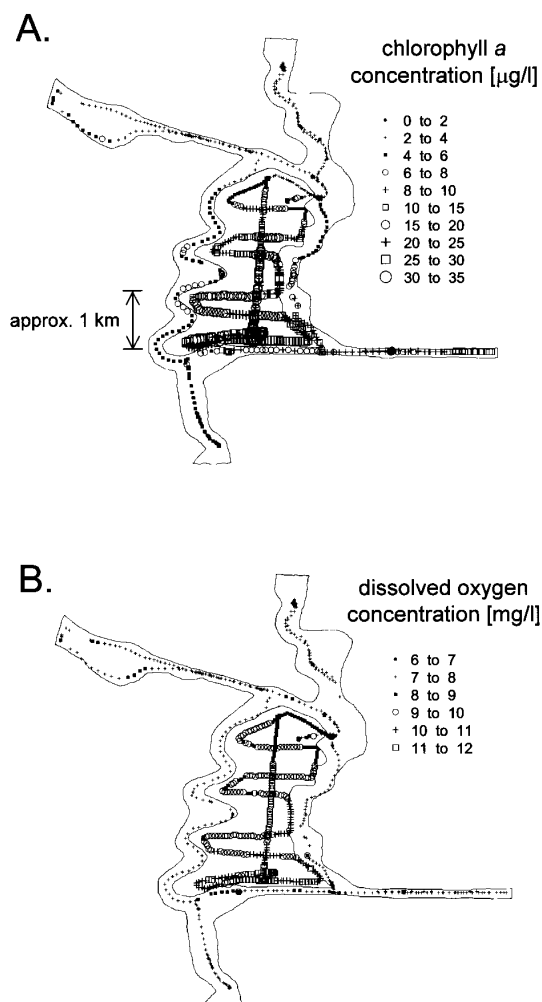 A.
chlorophyll a
concentration [µg/l]
0 to 2
2 to 4
4 to 6
6 to 8
8 to 10
10 to 15
15 to 20
20 to 25
25 to 30
30 to 35
approx. 1 km
B.
dissolved oxygen
concentration [mg/l]
6 to 7
7 to 8
8 to 9
9 to 10
10 to 11
11 to 12